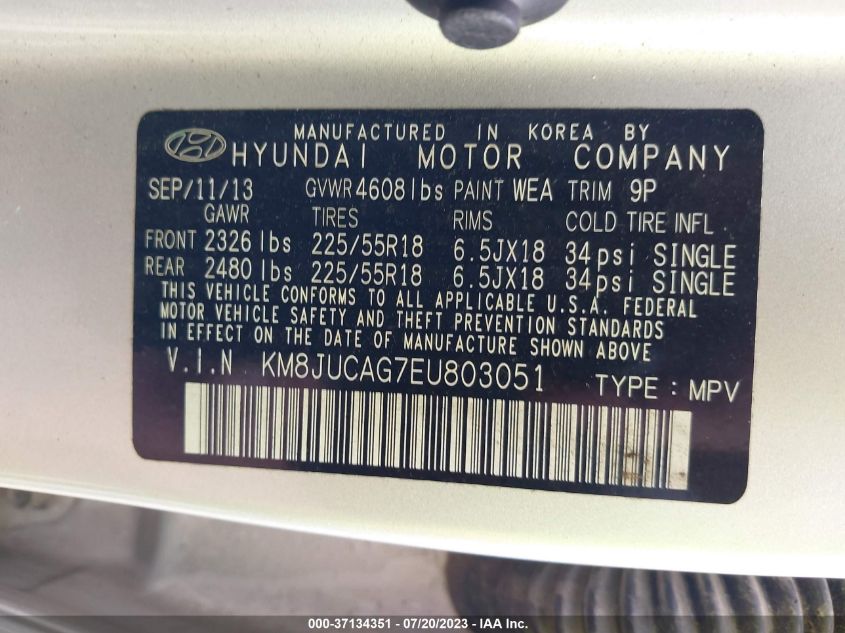 MANUFACTURED IN KOREA BY
HYUNDAI MOTOR COMPANY
SEP/11/13 GVWR 4608 lbs PAINT WEA TRIM 9P
GAWR TIRES RIMS COLD TIRE INFL
FRONT 2326 lbs 225/55R18 6.5JX18 34psi SINGLE
REAR 2480 lbs 225/55R18 6.5JX18 34psi SINGLE
THIS VEHICLE CONFORMS TO ALL APPLICABLE U.S.A. FEDERAL
MOTOR VEHICLE SAFETY AND THEFT PREVENTION STANDARDS
IN EFFECT ON THE DATE OF MANUFACTURE SHOWN ABOVE
V.I.N KM8JUCAG7EU803051 TYPE : MPV
000-37134351 / 07/20/2023 - IAA Inc.